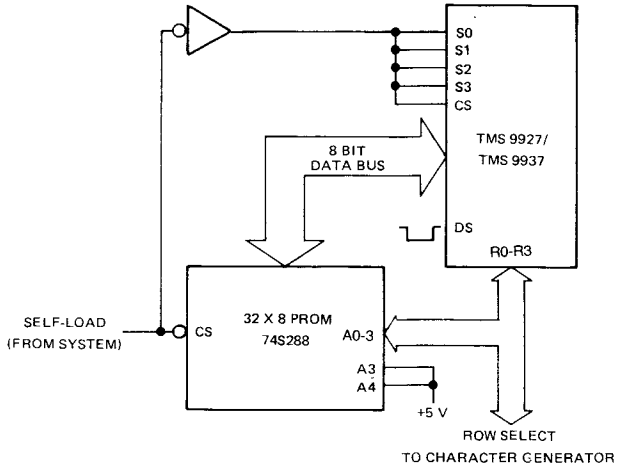 S0
S1
S2
S3
CS
TMS 9927/
TMS 9937
8 BIT
DATA BUS
DS
R0-R3
SELF-LOAD
(FROM SYSTEM)
CS
32 X 8 PROM
74S288
A0-3
A3
A4
+5 V
ROW SELECT
TO CHARACTER GENERATOR